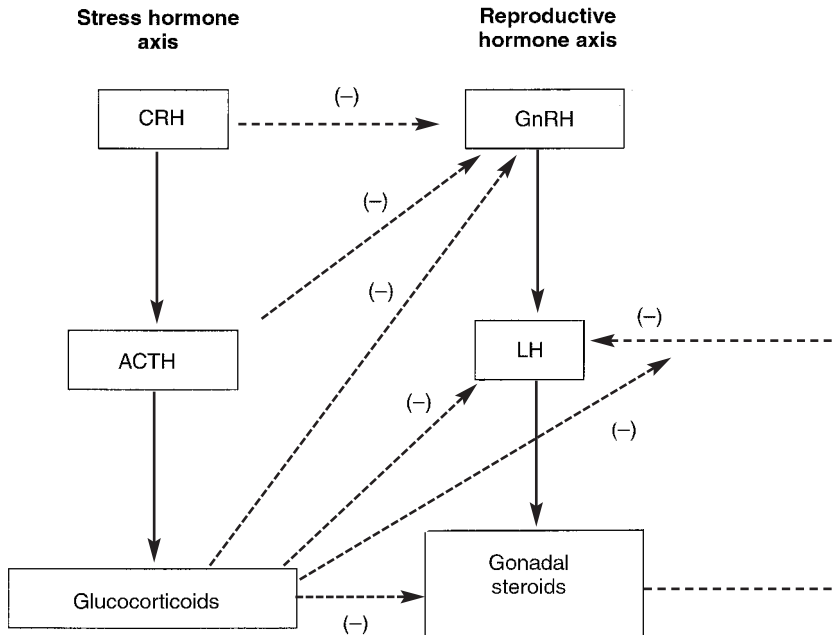 Stress hormone
axis
Reproductive
hormone axis
(–)
CRH
GnRH
(–)
(–)
(–)
ACTH
LH
(–)
(–)
Gonadal
steroids
Glucocorticoids
(–)